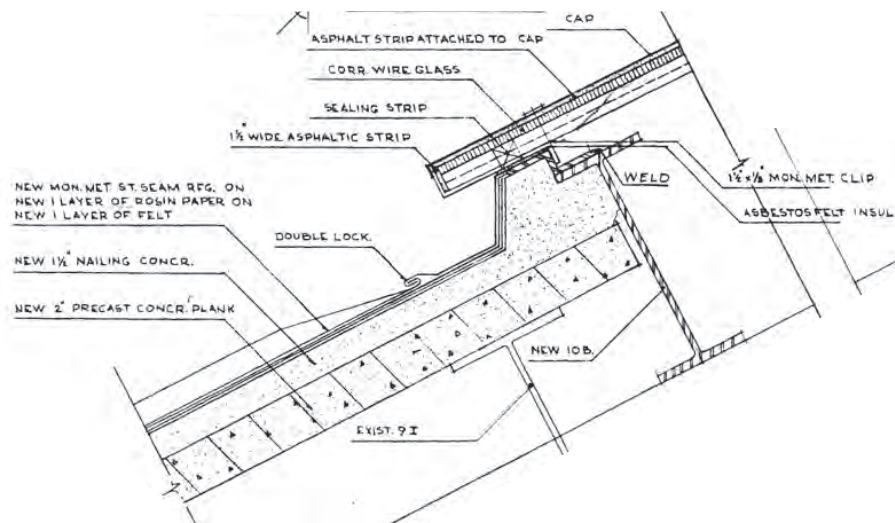 CAP
ASPHALT STRIP ATTACHED TO CAP
CORR. WIRE GLASS
SEALING STRIP
1½" WIDE ASPHALTIC STRIP
WELD
1½" x ⅛" MON. MET. CLIP
ASBESTOS FELT INSUL
NEW MON. MET ST. SEAM RFG. ON
NEW 1 LAYER OF ROSIN PAPER ON
NEW 1 LAYER OF FELT
DOUBLE LOCK.
NEW 1½" NAILING CONCR.
NEW 2" PRECAST CONCR. PLANK
NEW 10B.
EXIST. 9 I